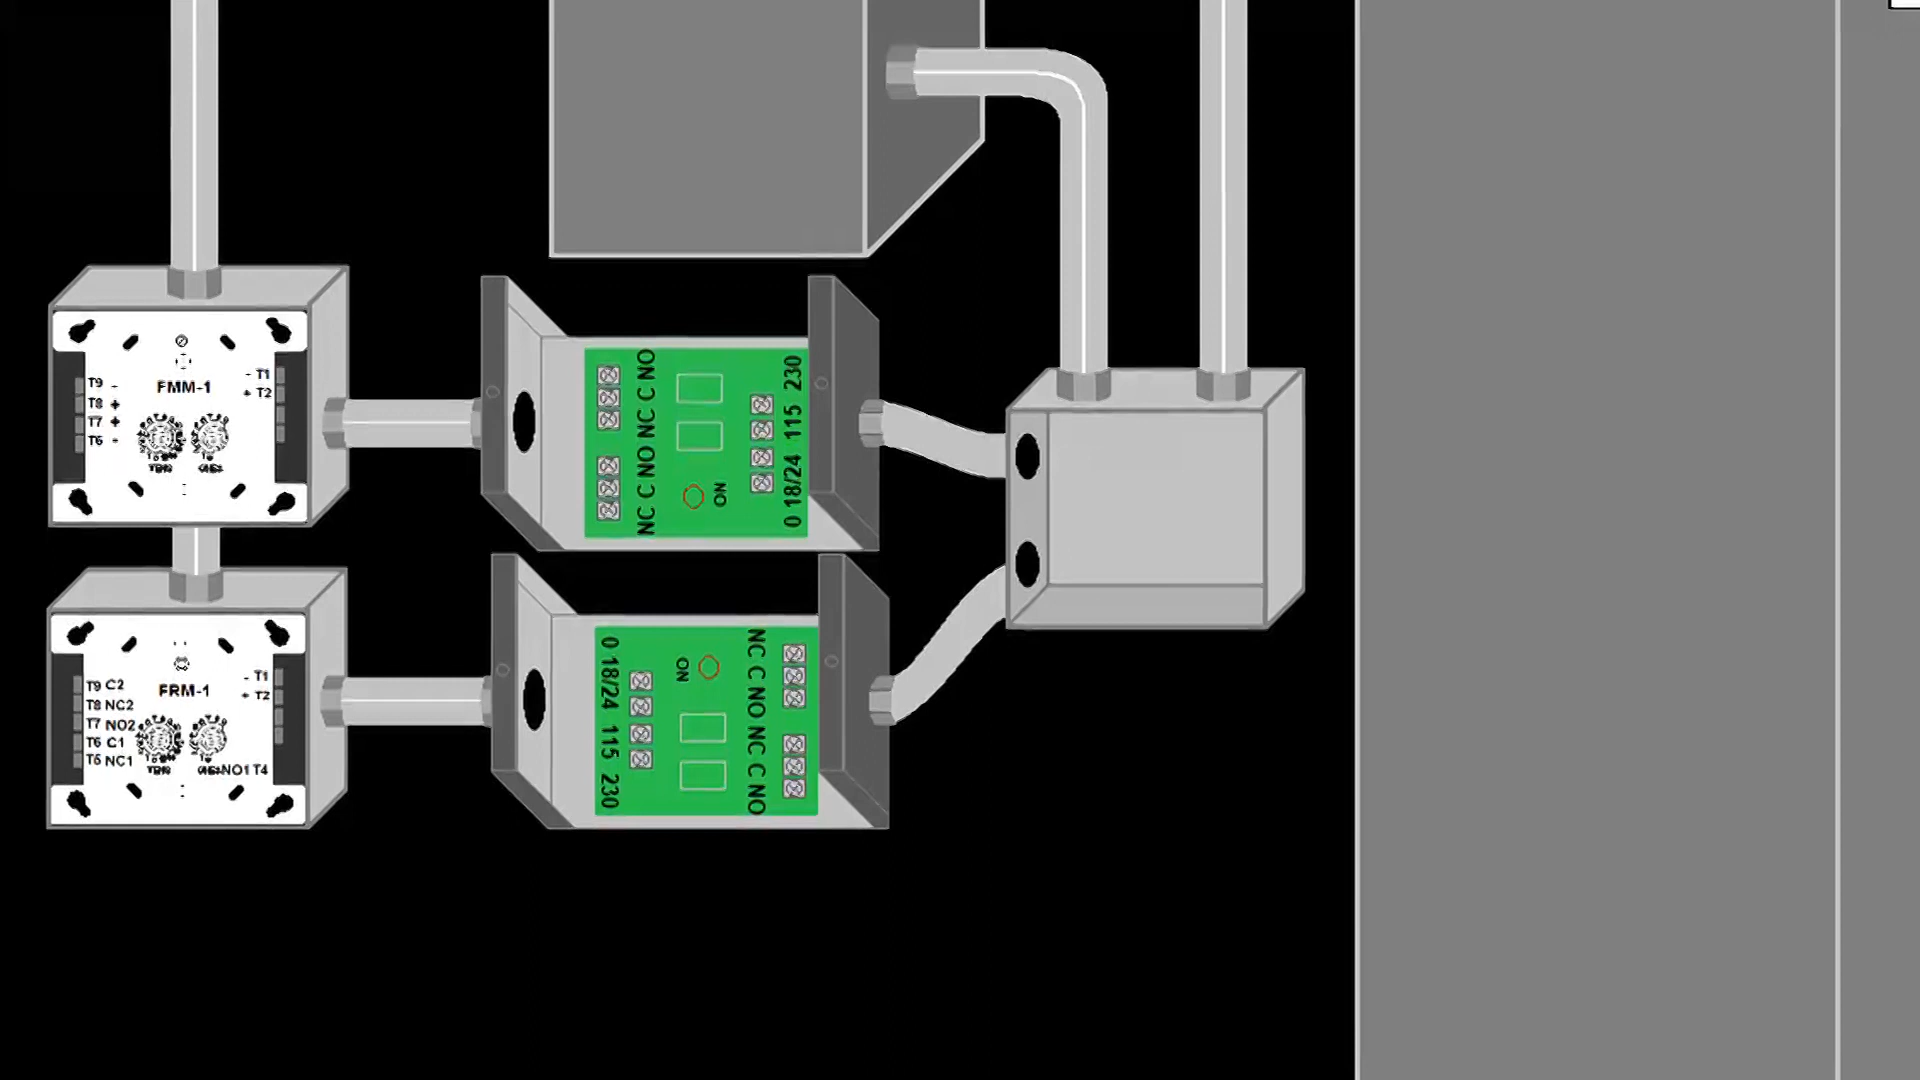 FMM-1
T9 -
T8 +
T7 +
T6 -
- T1
+ T2
NC C NO NC C NO
ON
0 18/24 115 230
FRM-1
T9 C2
T8 NC2
T7 NO2
T6 C1
T5 NC1
- T1
+ T2
NO1 T4
0 18/24 115 230
ON
NC C NO NC C NO